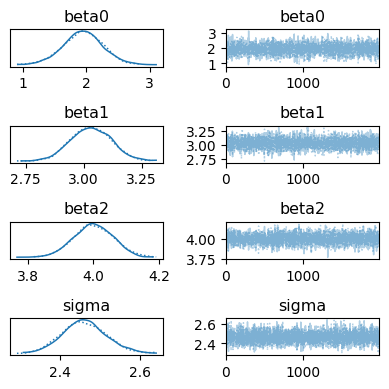 beta0 beta0
3
2
1
1 2 3 0 1000
beta1 beta1
3.25
3.00
2.75
2.75 3.00 3.25 0 1000
beta2 beta2
4.00
3.75
3.8 4.0 4.2 0 1000
sigma sigma
2.6
2.4
2.4 2.6 0 1000